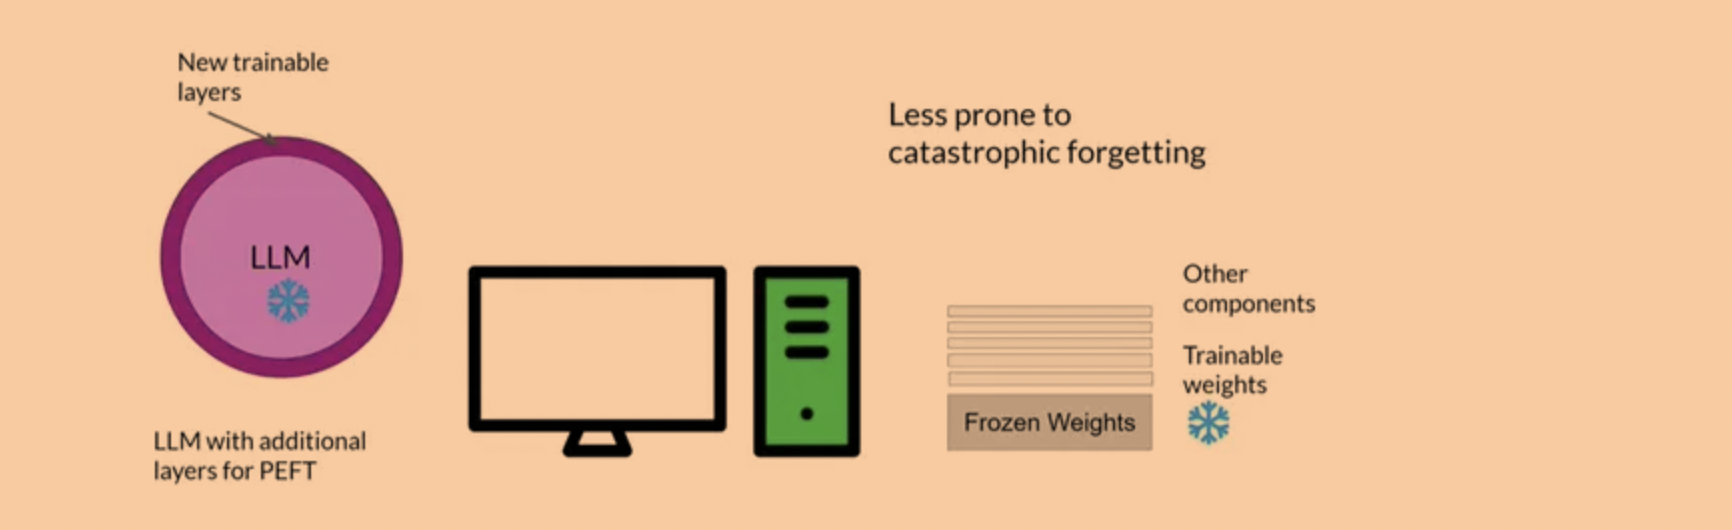 New trainable
layers
LLM
LLM with additional
layers for PEFT
Less prone to
catastrophic forgetting
Other
components
Trainable
weights
Frozen Weights